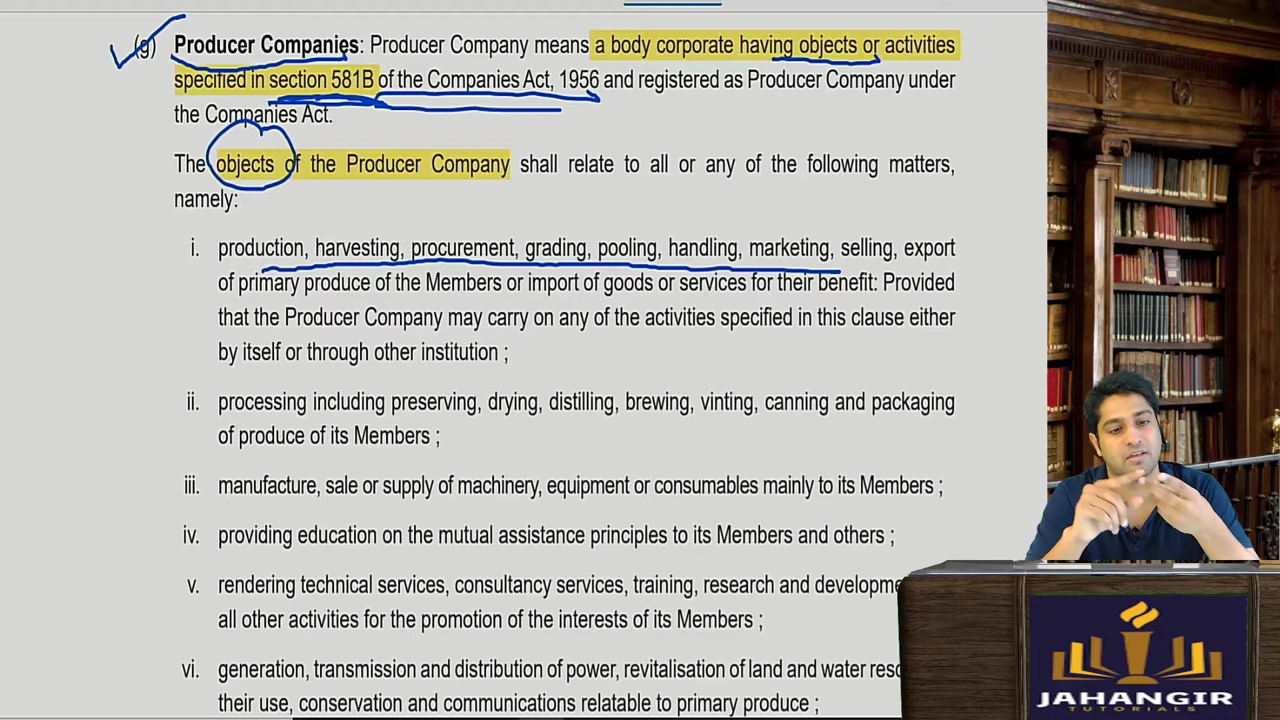 (g) Producer Companies: Producer Company means a body corporate having objects or activities
specified in section 581B of the Companies Act, 1956 and registered as Producer Company under
the Companies Act.
The objects of the Producer Company shall relate to all or any of the following matters,
namely:
i. production, harvesting, procurement, grading, pooling, handling, marketing, selling, export
of primary produce of the Members or import of goods or services for their benefit: Provided
that the Producer Company may carry on any of the activities specified in this clause either
by itself or through other institution ;
ii. processing including preserving, drying, distilling, brewing, vinting, canning and packaging
of produce of its Members ;
iii. manufacture, sale or supply of machinery, equipment or consumables mainly to its Members ;
iv. providing education on the mutual assistance principles to its Members and others ;
v. rendering technical services, consultancy services, training, research and
all other activities for the promotion of the interests of its Members ;
vi. generation, transmission and distribution of power, revitalisation of land and water
their use, conservation and communications relatable to primary produce ;
JAHANGIR
TUTORIALS